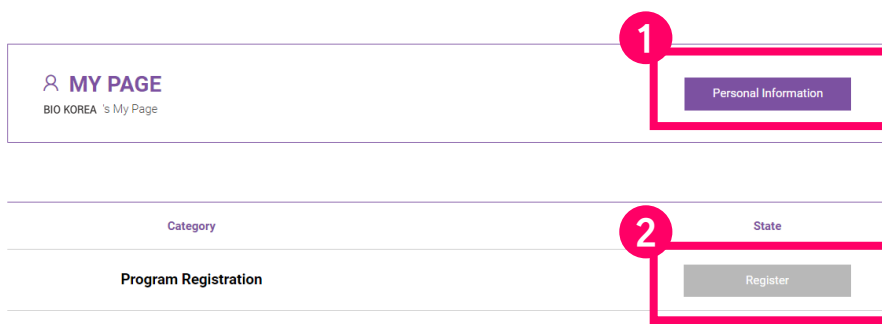 1
MY PAGE
BIO KOREA 's My Page
Personal Information
Category
State
2
Program Registration
Register